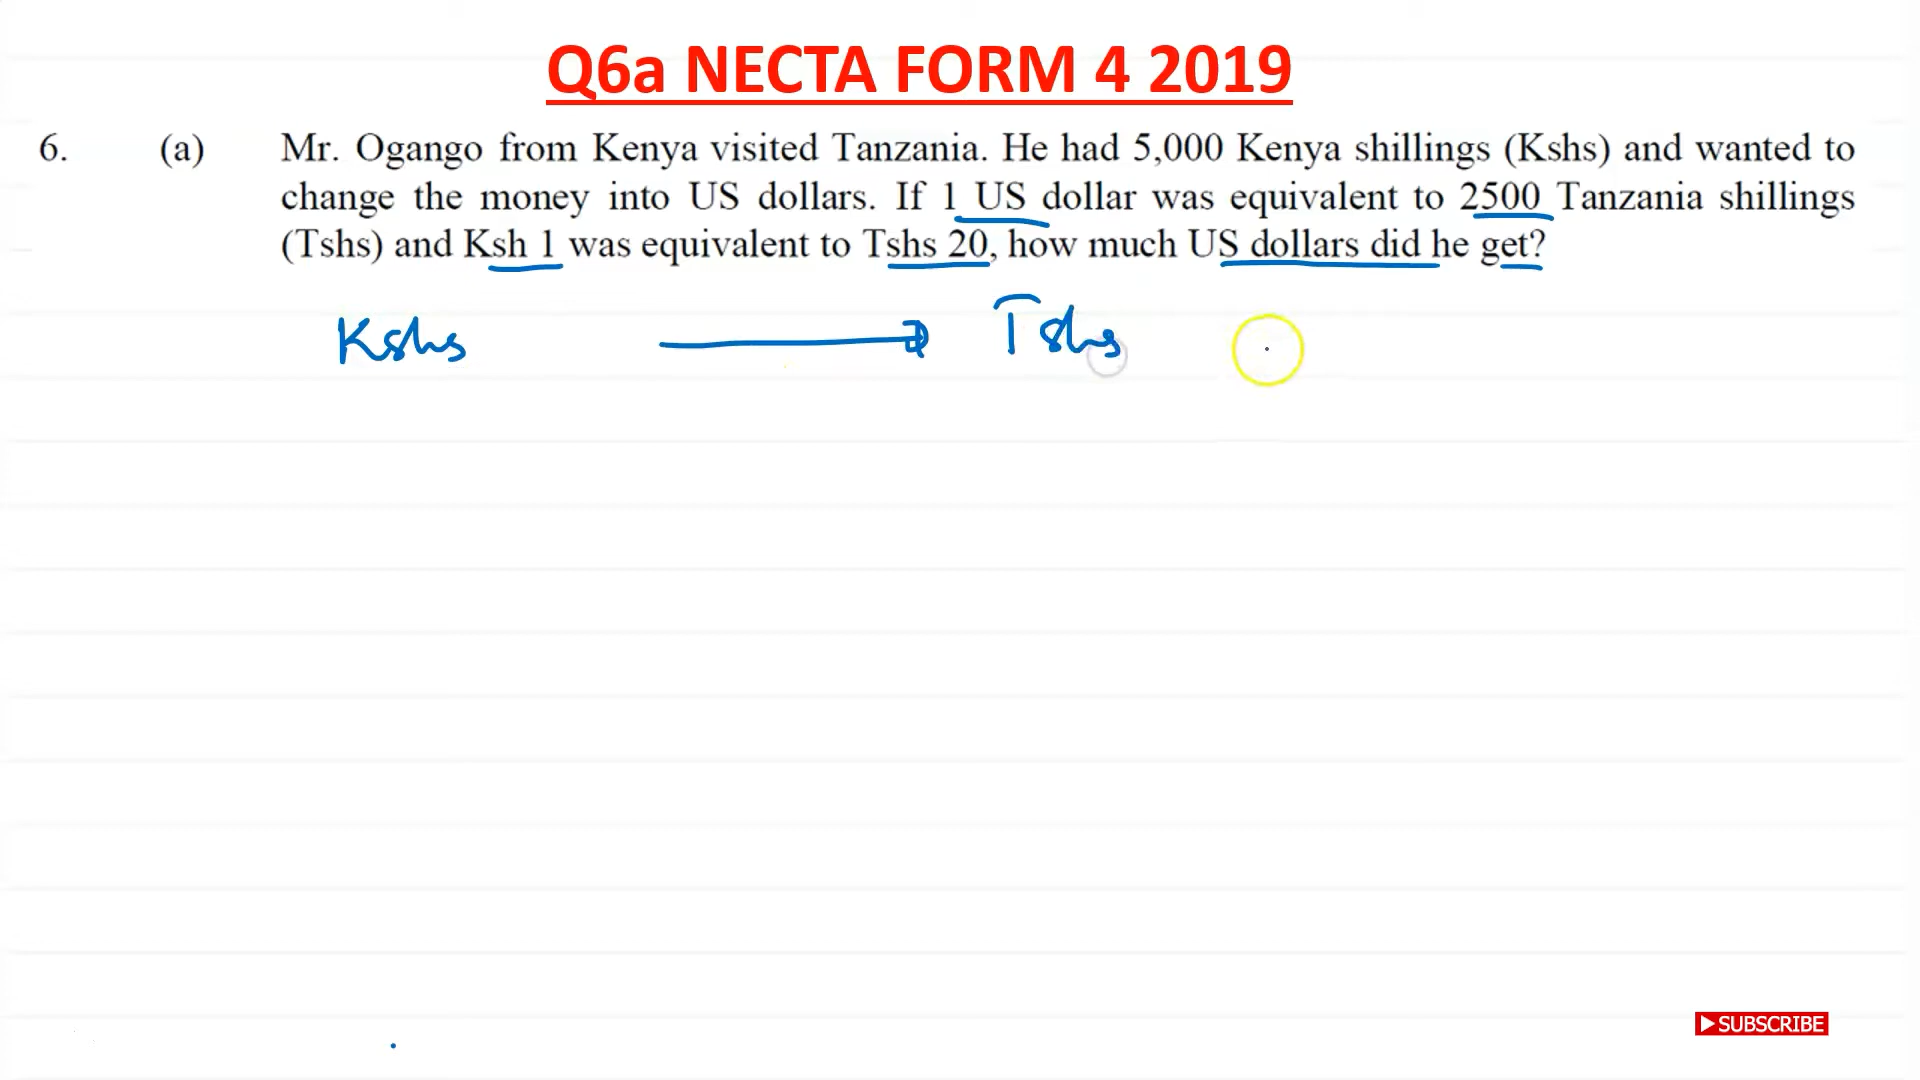 Q6a NECTA FORM 4 2019
6. (a) Mr. Ogango from Kenya visited Tanzania. He had 5,000 Kenya shillings (Kshs) and wanted to
change the money into US dollars. If 1 US dollar was equivalent to 2500 Tanzania shillings
(Tshs) and Ksh 1 was equivalent to Tshs 20, how much US dollars did he get?
Kshs Tshs
SUBSCRIBE